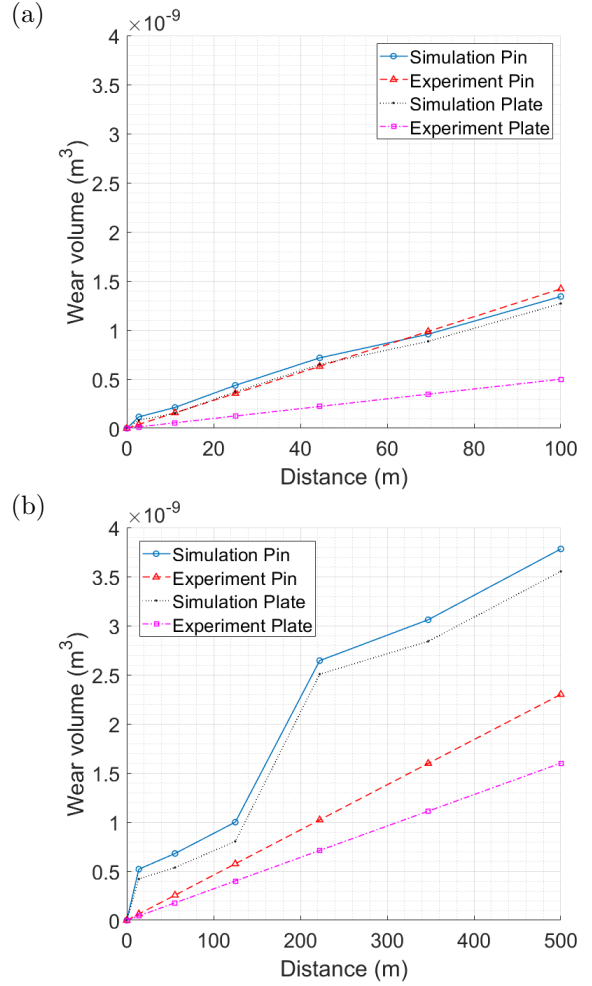 (a)
×10-9
4
3.5
3
2.5
2
1.5
1
0.5
0
Wear volume (m3)
Simulation Pin
Experiment Pin
Simulation Plate
Experiment Plate
0 20 40 60 80 100
Distance (m)
(b)
×10-9
4
3.5
3
2.5
2
1.5
1
0.5
0
Wear volume (m3)
Simulation Pin
Experiment Pin
Simulation Plate
Experiment Plate
0 100 200 300 400 500
Distance (m)